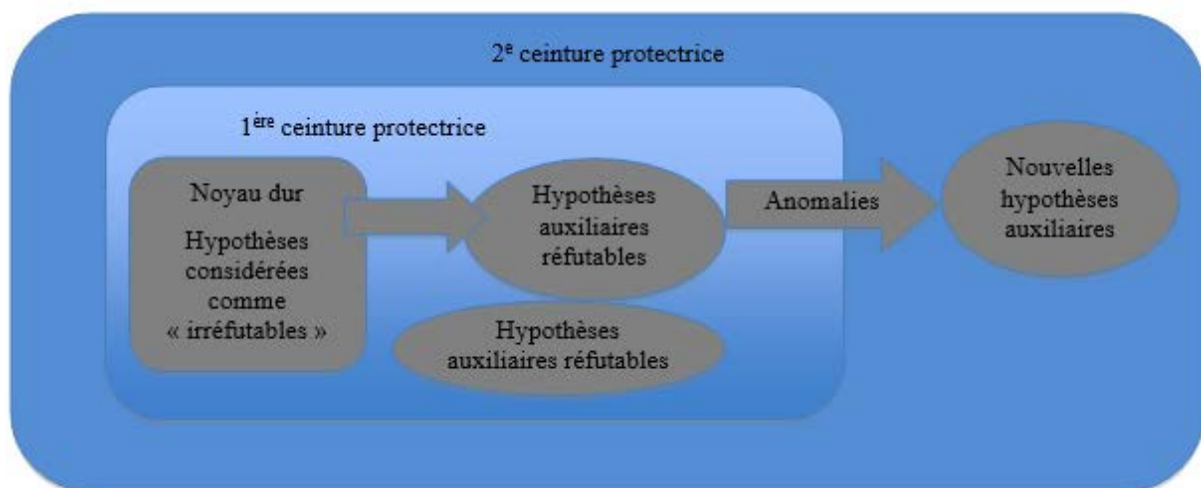 2e ceinture protectrice
1ère ceinture protectrice
Noyau dur
Hypothèses
considérées
comme
« irréfutables »
Hypothèses
auxiliaires
réfutables
Hypothèses
auxiliaires réfutables
Anomalies
Nouvelles
hypothèses
auxiliaires